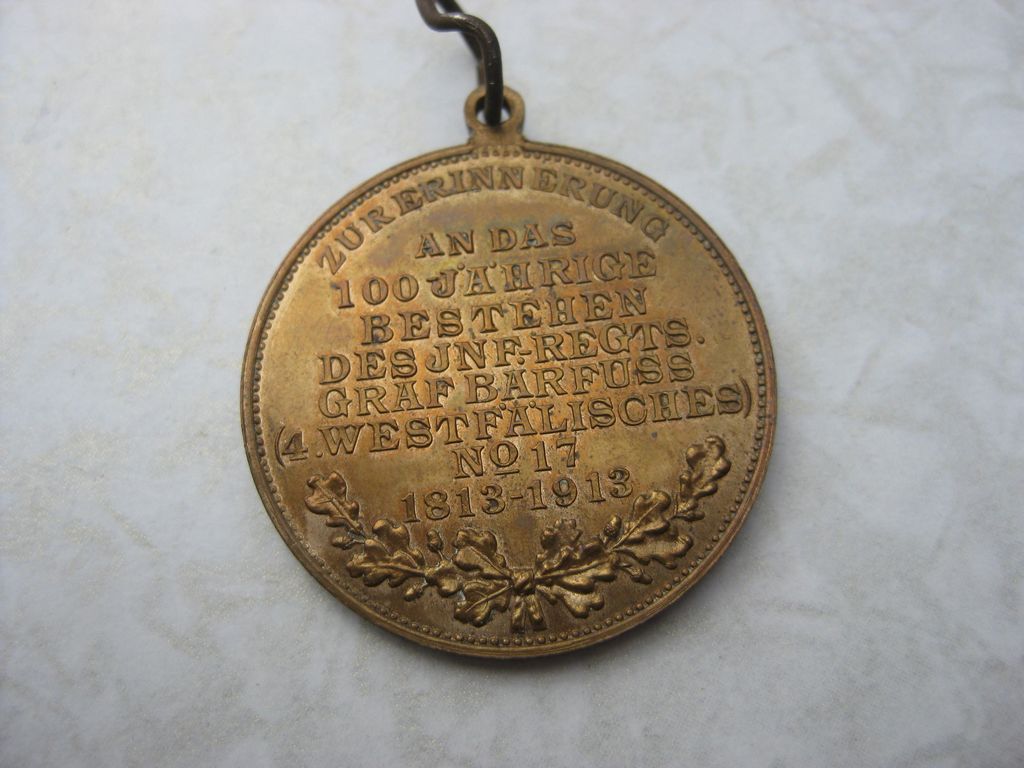 ZUR ERINNERUNG
AN DAS
100 JÄHRIGE
BESTEHEN
DES JNF.-REGTS.
GRAF BARFUSS
(4. WESTFÄLISCHES)
No 17
1813-1913